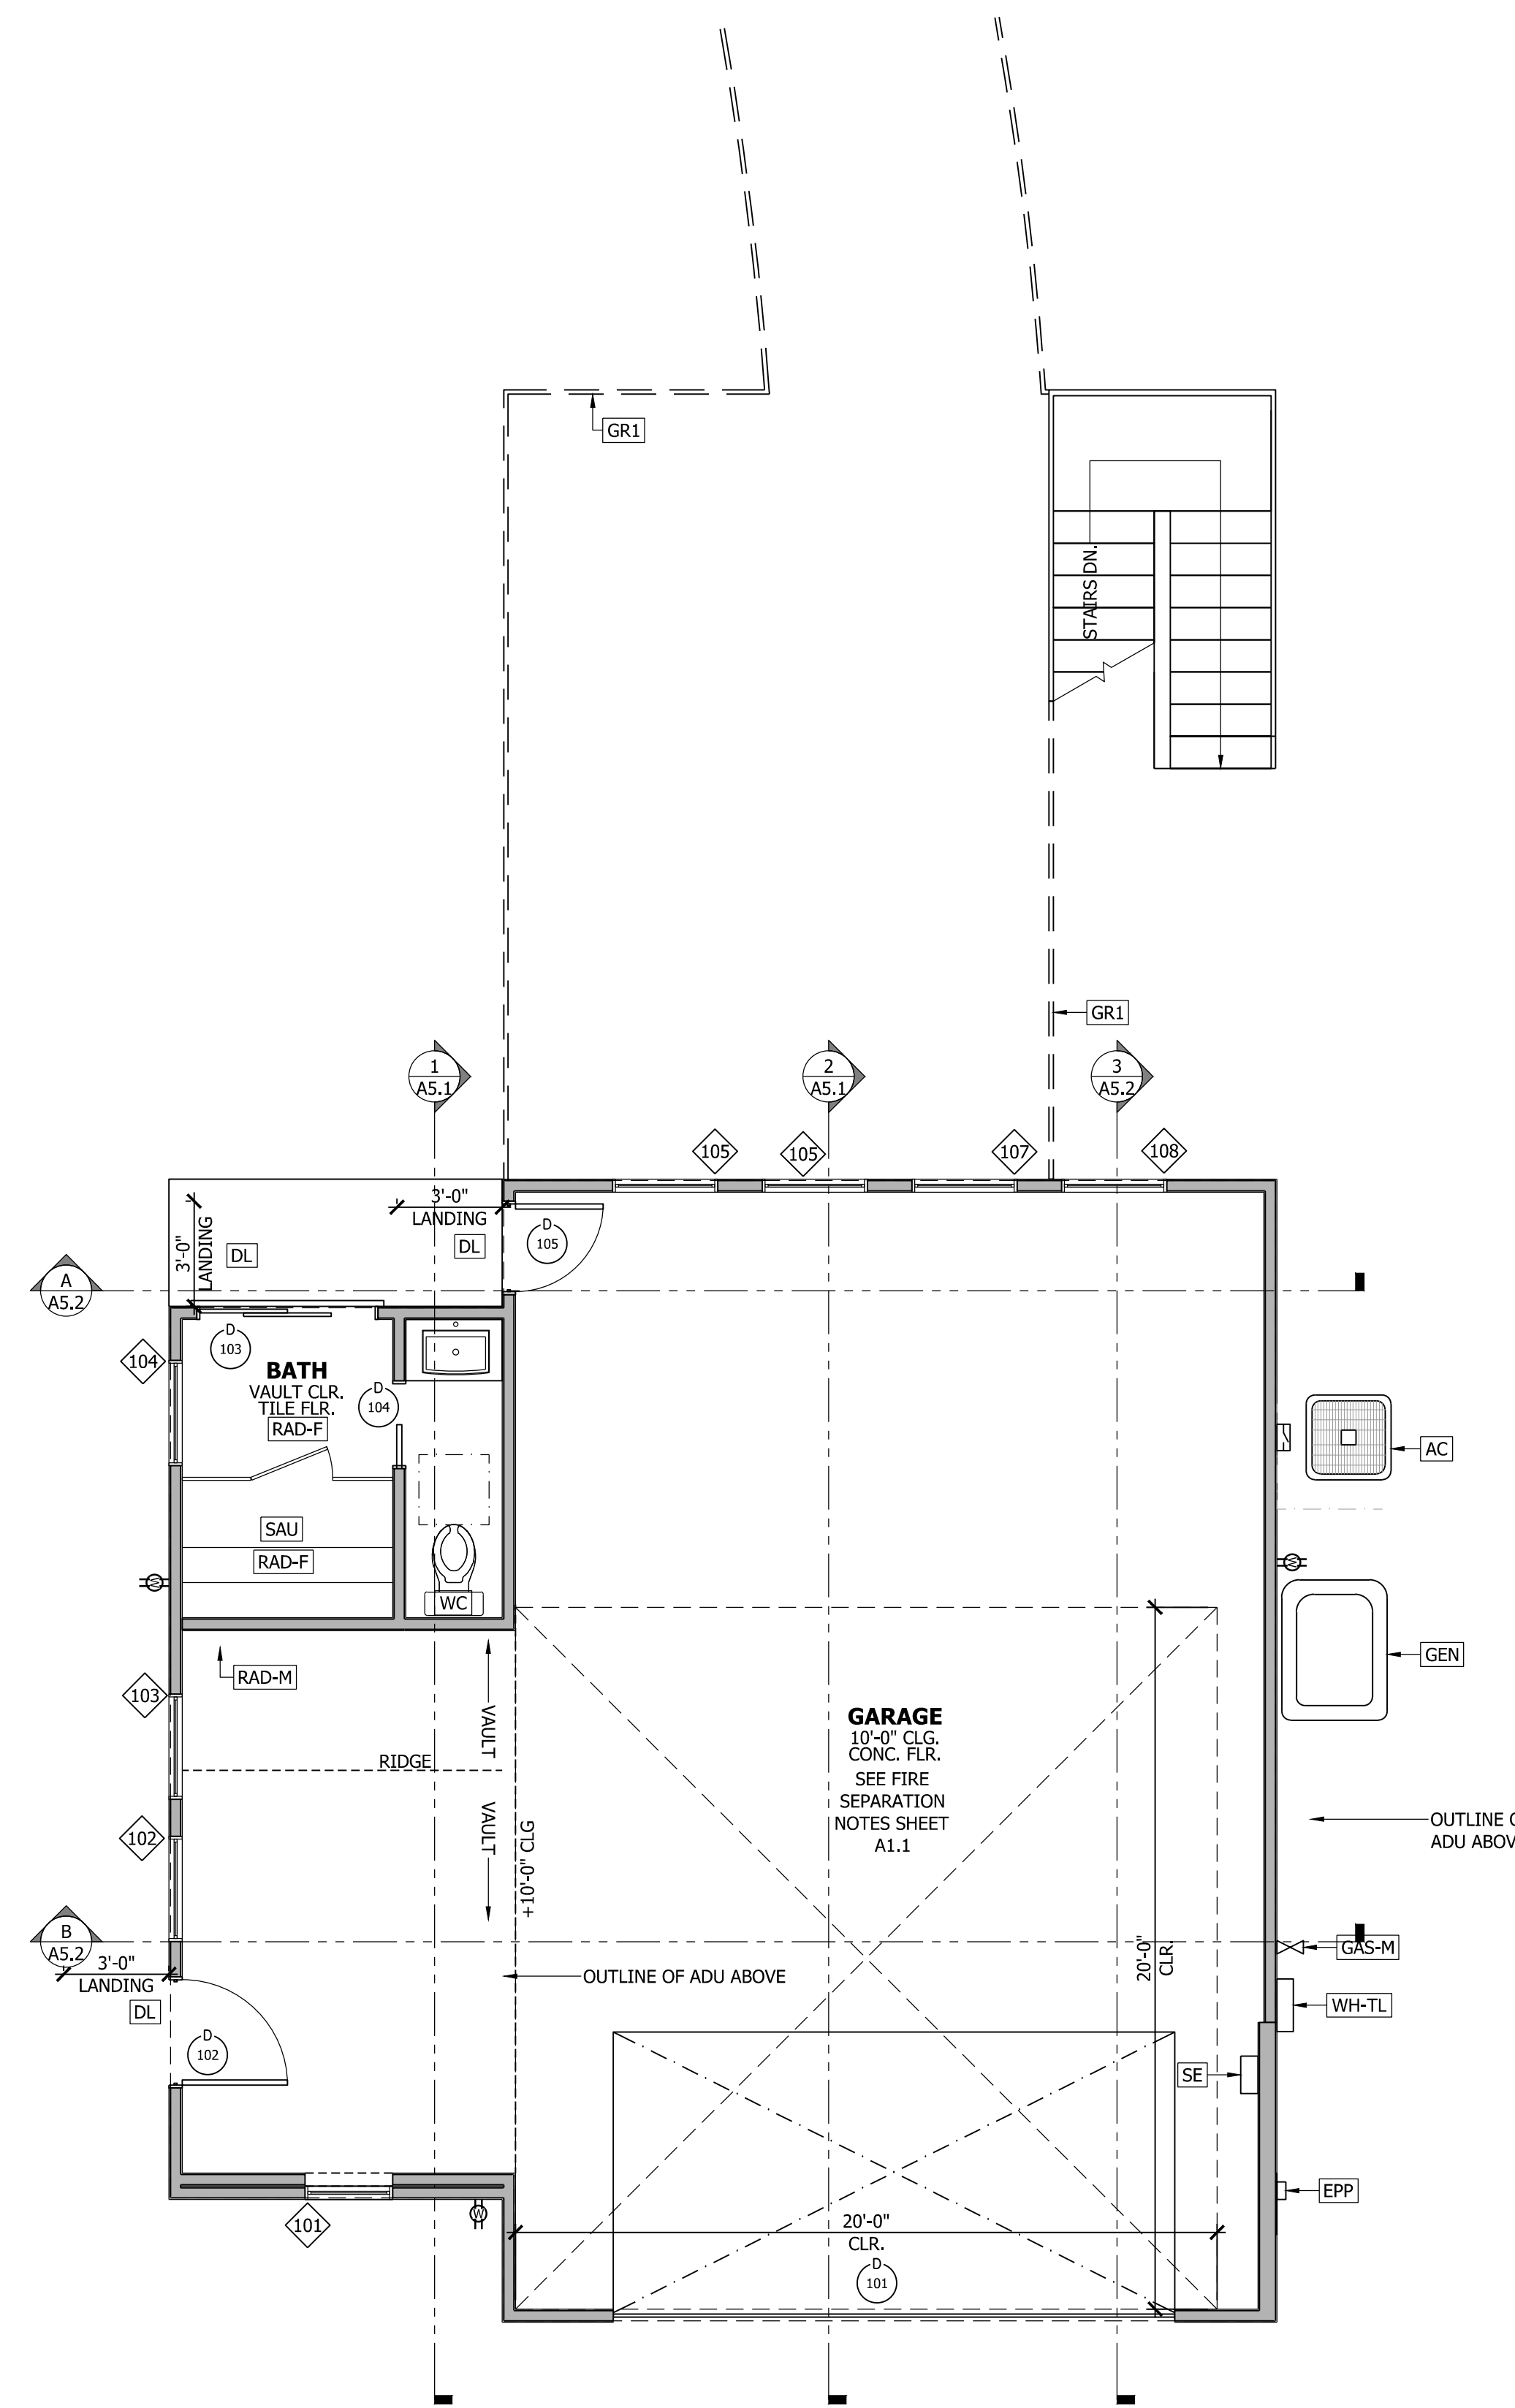 GR1
STAIRS DN.
GR1
1
A5.1
2
A5.1
3
A5.2
105
105
107
108
3'-0"
LANDING
3'-0"
LANDING
DL
DL
D
105
A
A5.2
D
103
104
BATH
VAULT CLR.
TILE FLR.
RAD-F
D
104
AC
SAU
RAD-F
W
W
WC
GEN
RAD-M
103
VAULT
RIDGE
VAULT
+10'-0" CLG
GARAGE
10'-0" CLG.
CONC. FLR.
SEE FIRE
SEPARATION
NOTES SHEET
A1.1
OUTLINE O
ADU ABOV
102
B
A5.2
3'-0"
LANDING
DL
OUTLINE OF ADU ABOVE
20'-0"
CLR.
GAS-M
WH-TL
D
102
SE
EPP
101
W
20'-0"
CLR.
D
101